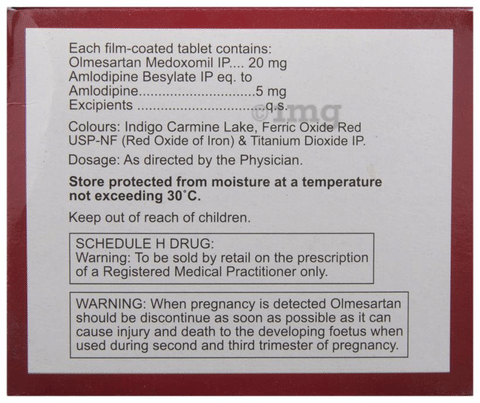 Each film-coated tablet contains:
Olmesartan Medoxomil IP.... 20 mg
Amlodipine Besylate IP eq. to
Amlodipine..............................5 mg
Excipients .................................q.s.
©img
Colours: Indigo Carmine Lake, Ferric Oxide Red
USP-NF (Red Oxide of Iron) & Titanium Dioxide IP.
Dosage: As directed by the Physician.
Store protected from moisture at a temperature
not exceeding 30˚C.
Keep out of reach of children.
SCHEDULE H DRUG:
Warning: To be sold by retail on the prescription
of a Registered Medical Practitioner only.
WARNING: When pregnancy is detected Olmesartan
should be discontinue as soon as possible as it can
cause injury and death to the developing foetus when
used during second and third trimester of pregnancy.